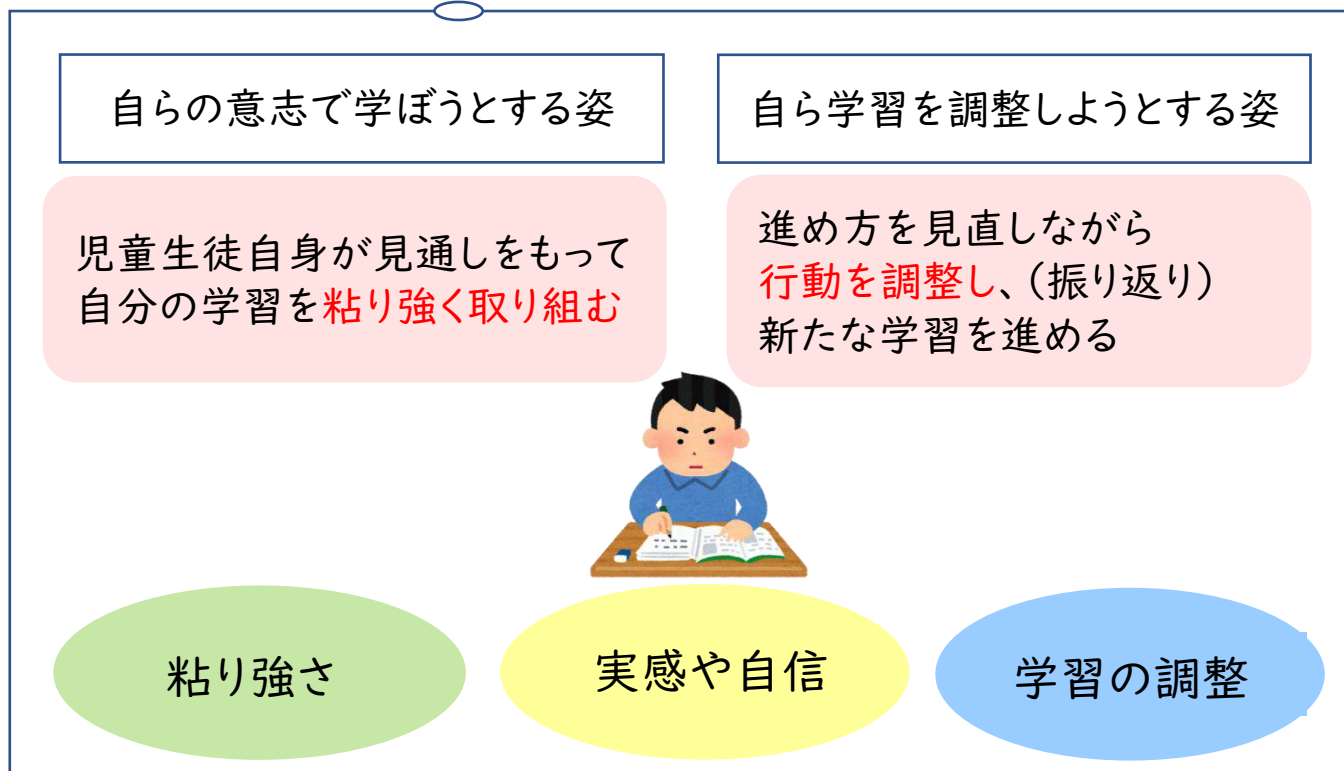 自らの意志で学ぼうとする姿
児童生徒自身が見通しをもって
自分の学習を粘り強く取り組む
自ら学習を調整しようとする姿
進め方を見直しながら
行動を調整し、（振り返り）
新たな学習を進める
粘り強さ
実感や自信
学習の調整